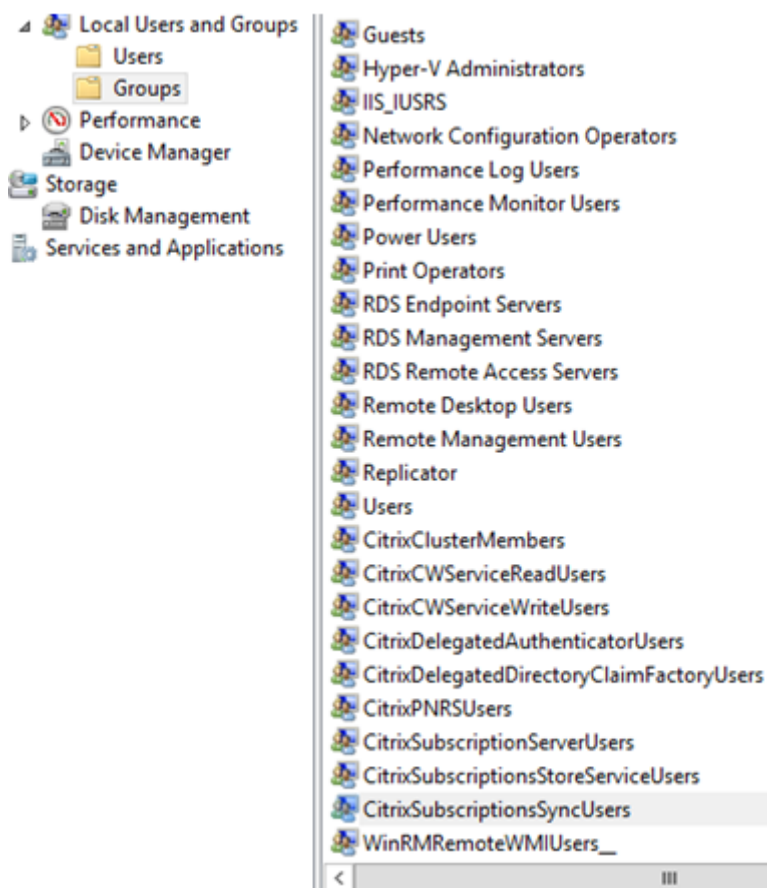 Local Users and Groups
Users
Groups
Performance
Device Manager
Storage
Disk Management
Services and Applications
Guests
Hyper-V Administrators
IIS_IUSRS
Network Configuration Operators
Performance Log Users
Performance Monitor Users
Power Users
Print Operators
RDS Endpoint Servers
RDS Management Servers
RDS Remote Access Servers
Remote Desktop Users
Remote Management Users
Replicator
Users
CitrixClusterMembers
CitrixCWServiceReadUsers
CitrixCWServiceWriteUsers
CitrixDelegatedAuthenticatorUsers
CitrixDelegatedDirectoryClaimFactoryUsers
CitrixPNRSUsers
CitrixSubscriptionServerUsers
CitrixSubscriptionsStoreServiceUsers
CitrixSubscriptionsSyncUsers
WinRMRemoteWMIUsers__